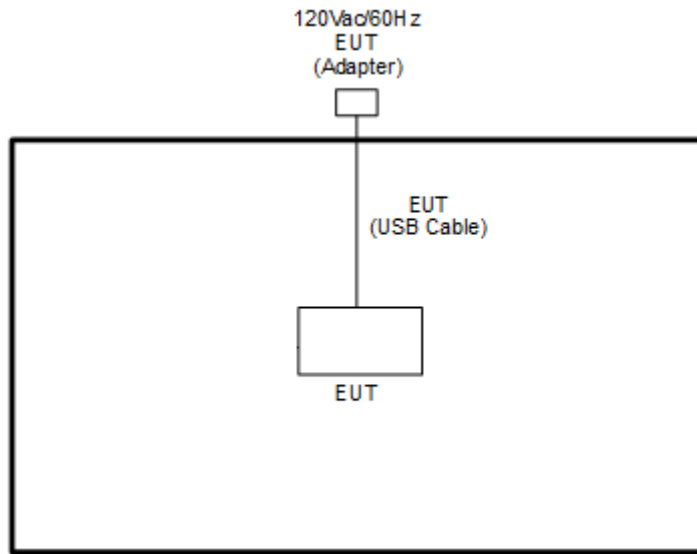 120Vac/60Hz
EUT
(Adapter)
EUT
(USB Cable)
EUT